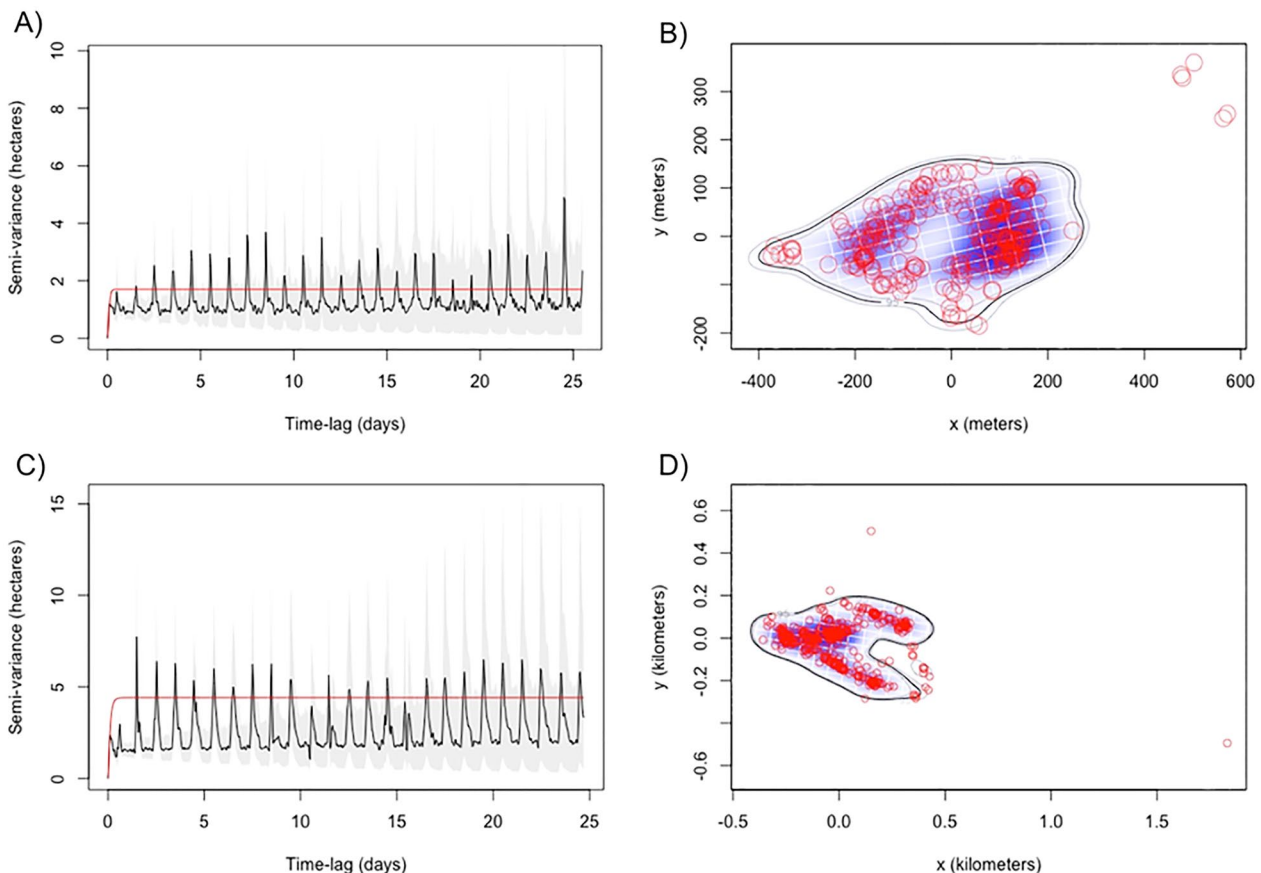 A)
Semi-variance (hectares)
10
8
6
4
2
0
0 5 10 15 20 25
Time-lag (days)
B)
y (meters)
300
200
100
0
-200
-400 -200 0 200 400 600
x (meters)
C)
Semi-variance (hectares)
15
10
5
0
0 5 10 15 20 25
Time-lag (days)
D)
y (kilometers)
0.6
0.4
0.2
0.0
-0.2
-0.6
-0.5 0.0 0.5 1.0 1.5
x (kilometers)